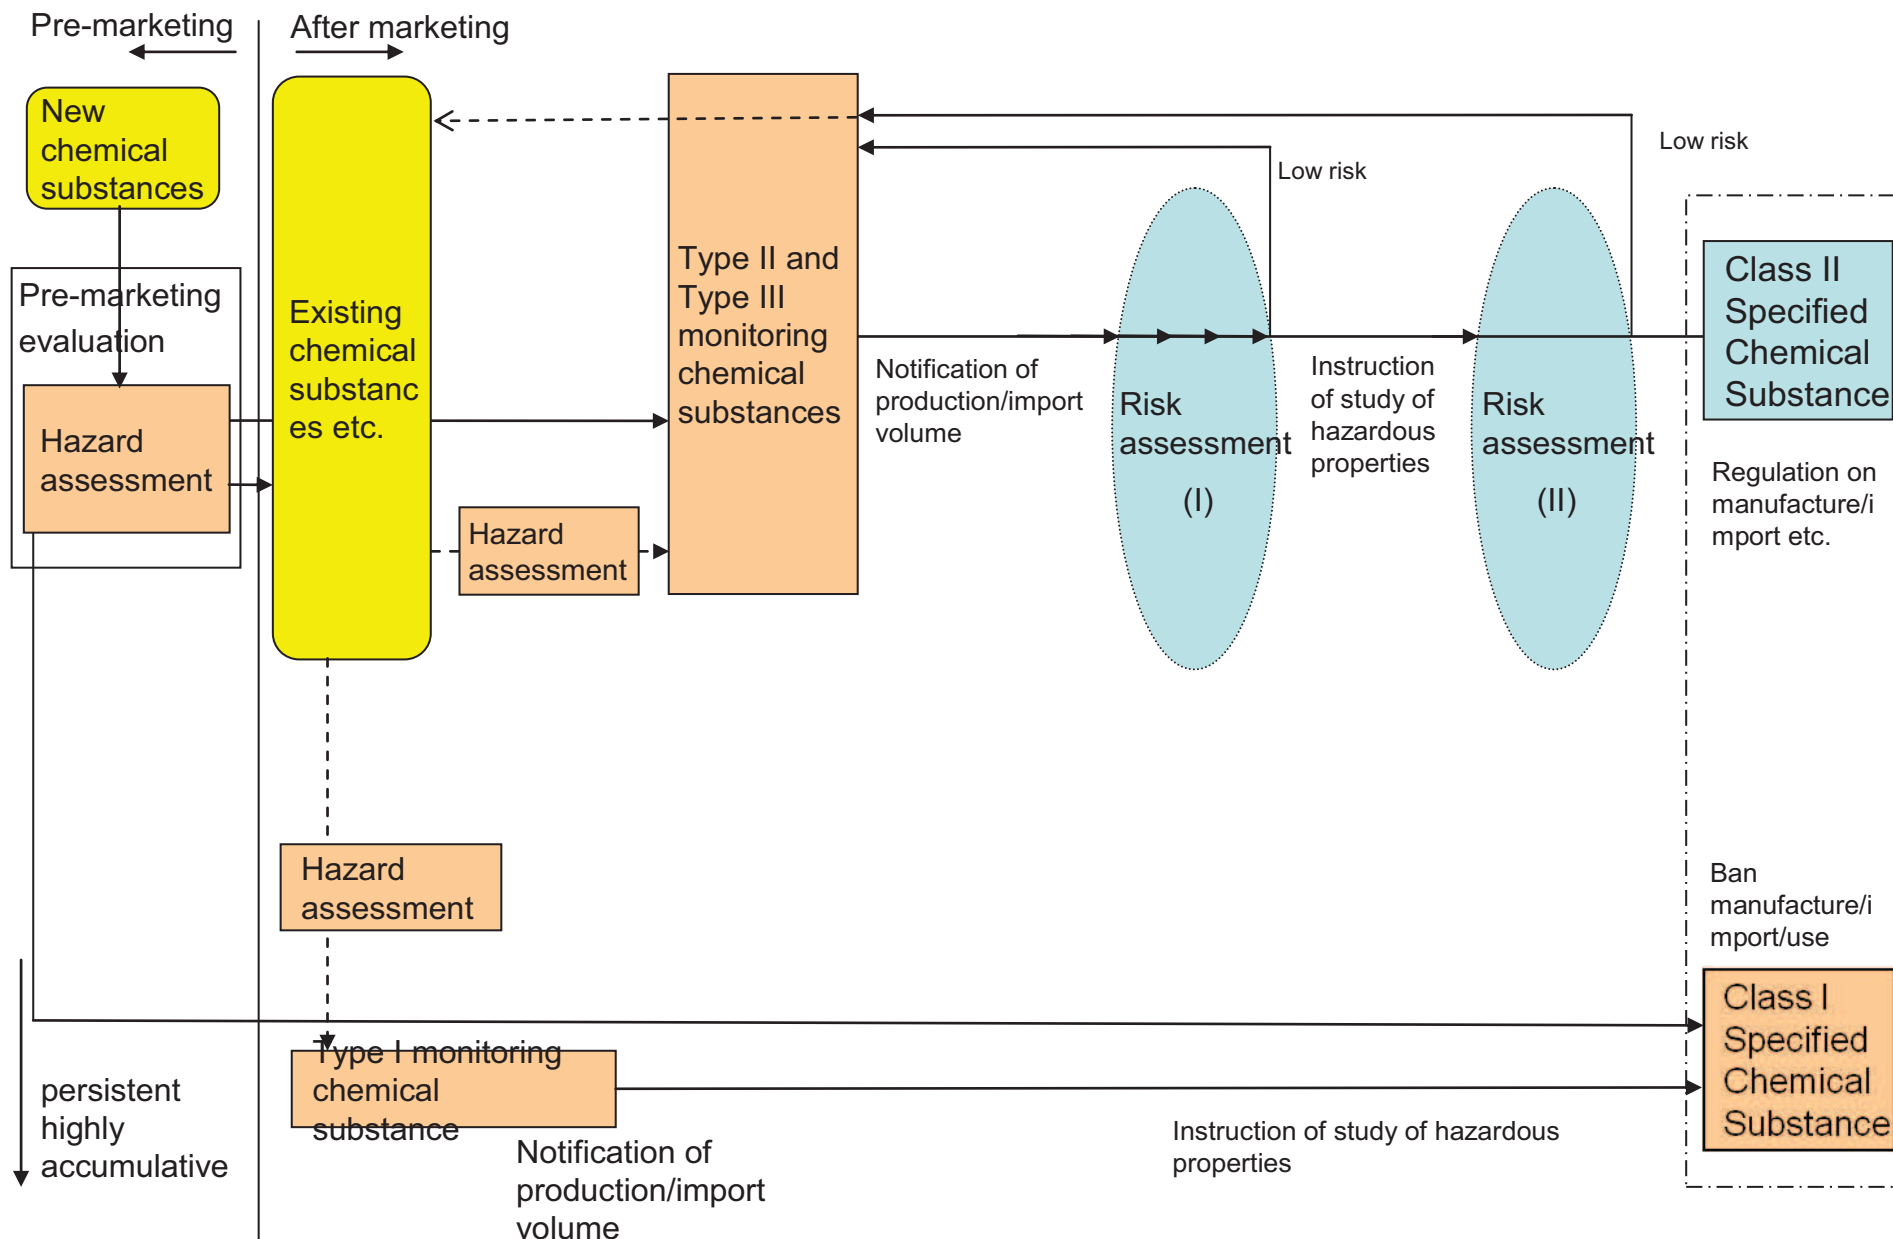 Pre-marketing
After marketing
New
chemical
substances
Pre-marketing
evaluation
Hazard
assessment
Existing
chemical
substanc
es etc.
Hazard
assessment
Type II and
Type III
monitoring
chemical
substances
Notification of
production/import
volume
Low risk
Risk
assessment
(I)
Instruction
of study of
hazardous
properties
Low risk
Risk
assessment
(II)
Class II
Specified
Chemical
Substance
Regulation on
manufacture/i
mport etc.
Hazard
assessment
Ban
manufacture/i
mport/use
Class I
Specified
Chemical
Substance
persistent
highly
accumulative
Type I monitoring
chemical
substance
Notification of
production/import
volume
Instruction of study of hazardous
properties